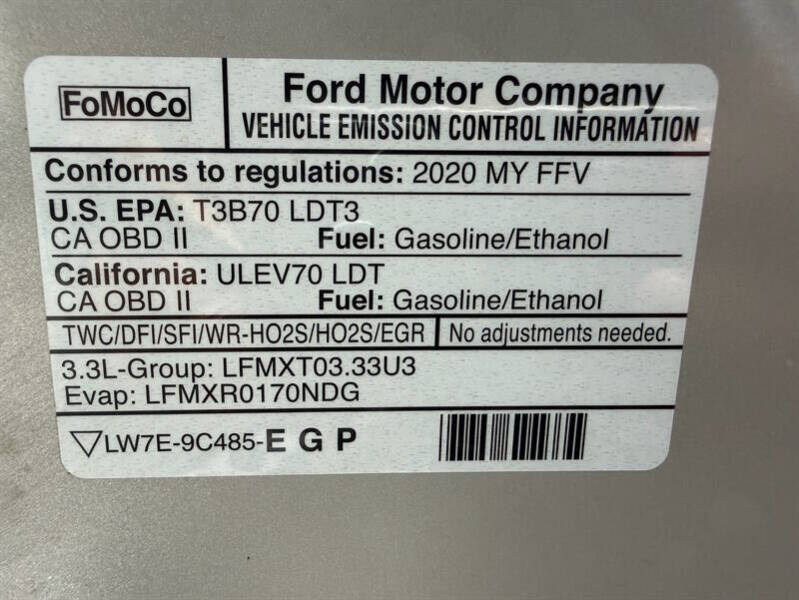 FoMoCo
Ford Motor Company
VEHICLE EMISSION CONTROL INFORMATION
Conforms to regulations: 2020 MY FFV
U.S. EPA: T3B70 LDT3
CA OBD II Fuel: Gasoline/Ethanol
California: ULEV70 LDT
CA OBD II Fuel: Gasoline/Ethanol
TWC/DFI/SFI/WR-HO2S/HO2S/EGR No adjustments needed.
3.3L-Group: LFMXT03.33U3
Evap: LFMXR0170NDG
LW7E-9C485-E G P